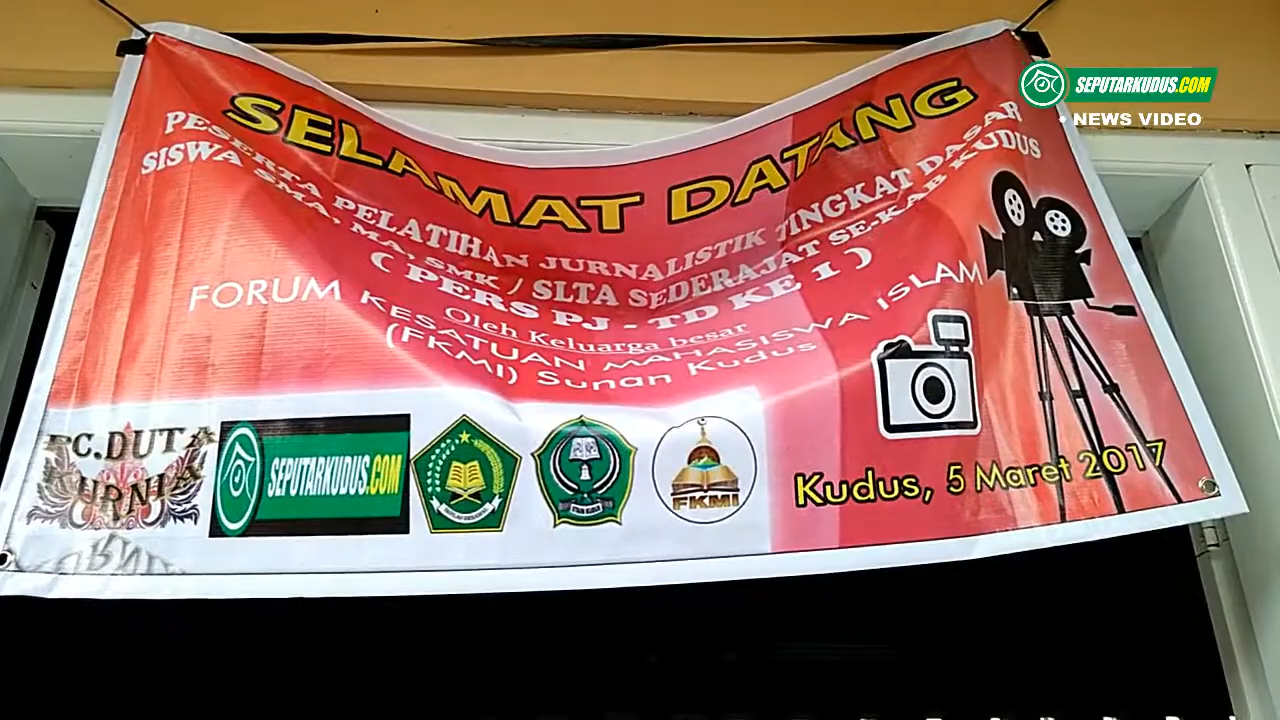 SEPUTARKUDUS.COM
• NEWS VIDEO
SELAMAT DATANG
PESERTA PELATIHAN JURNALISTIK TINGKAT DASAR
SISWA SMA, MA, SMK / SLTA SEDERAJAT SE-KAB KUDUS
( PERS PJ - TD KE 1 )
Oleh Keluarga besar
FORUM KESATUAN MAHASISWA ISLAM
(FKMI) Sunan Kudus
PC.DUTA
KURNIA
SEPUTARKUDUS.COM
FKMI
Kudus, 5 Maret 2017